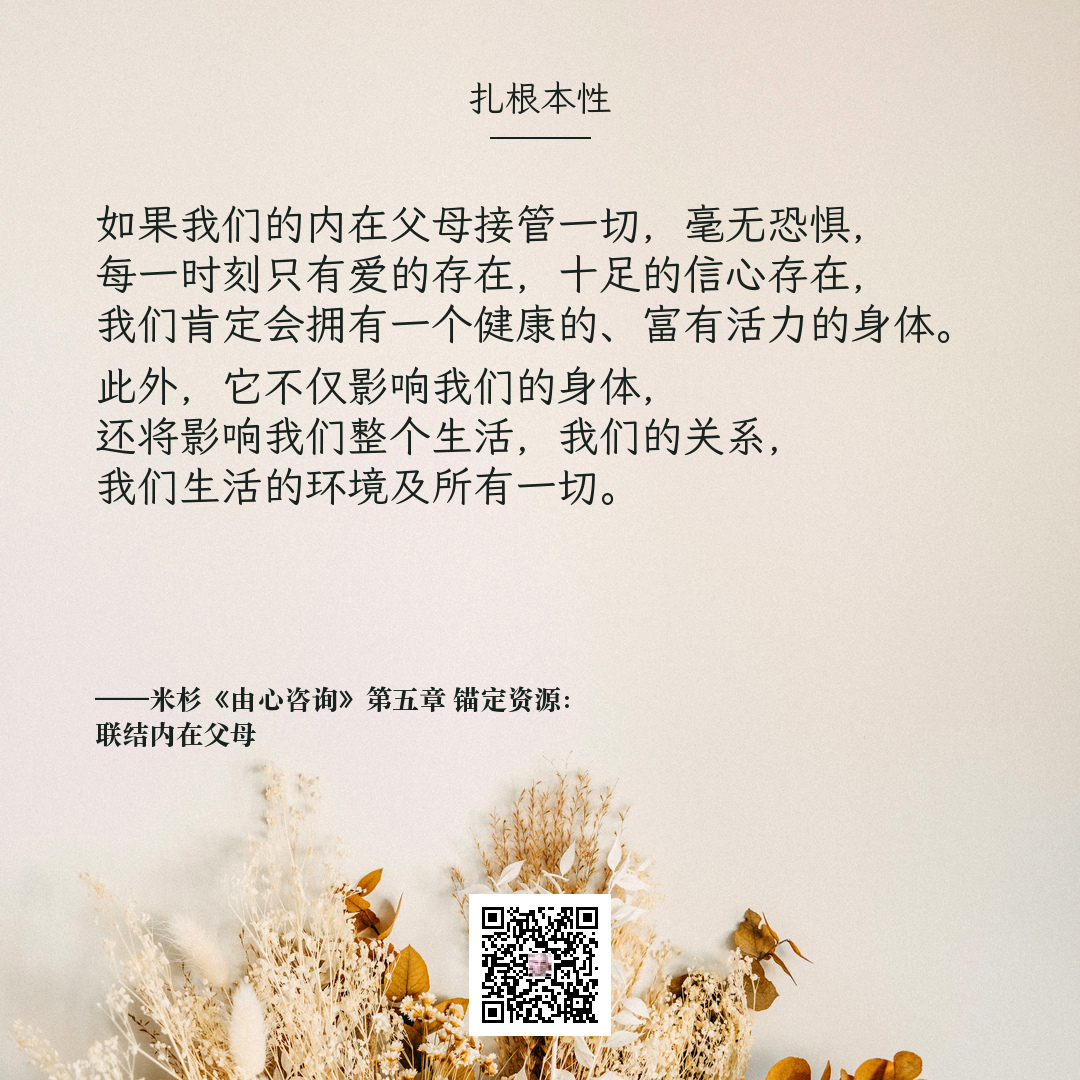 扎根本性
如果我们的内在父母接管一切，毫无恐惧，
每一时刻只有爱的存在，十足的信心存在，
我们肯定会拥有一个健康的、富有活力的身体。
此外，它不仅影响我们的身体，
还将影响我们整个生活，我们的关系，
我们生活的环境及所有一切。
——米杉《由心咨询》第五章 锚定资源：
联结内在父母